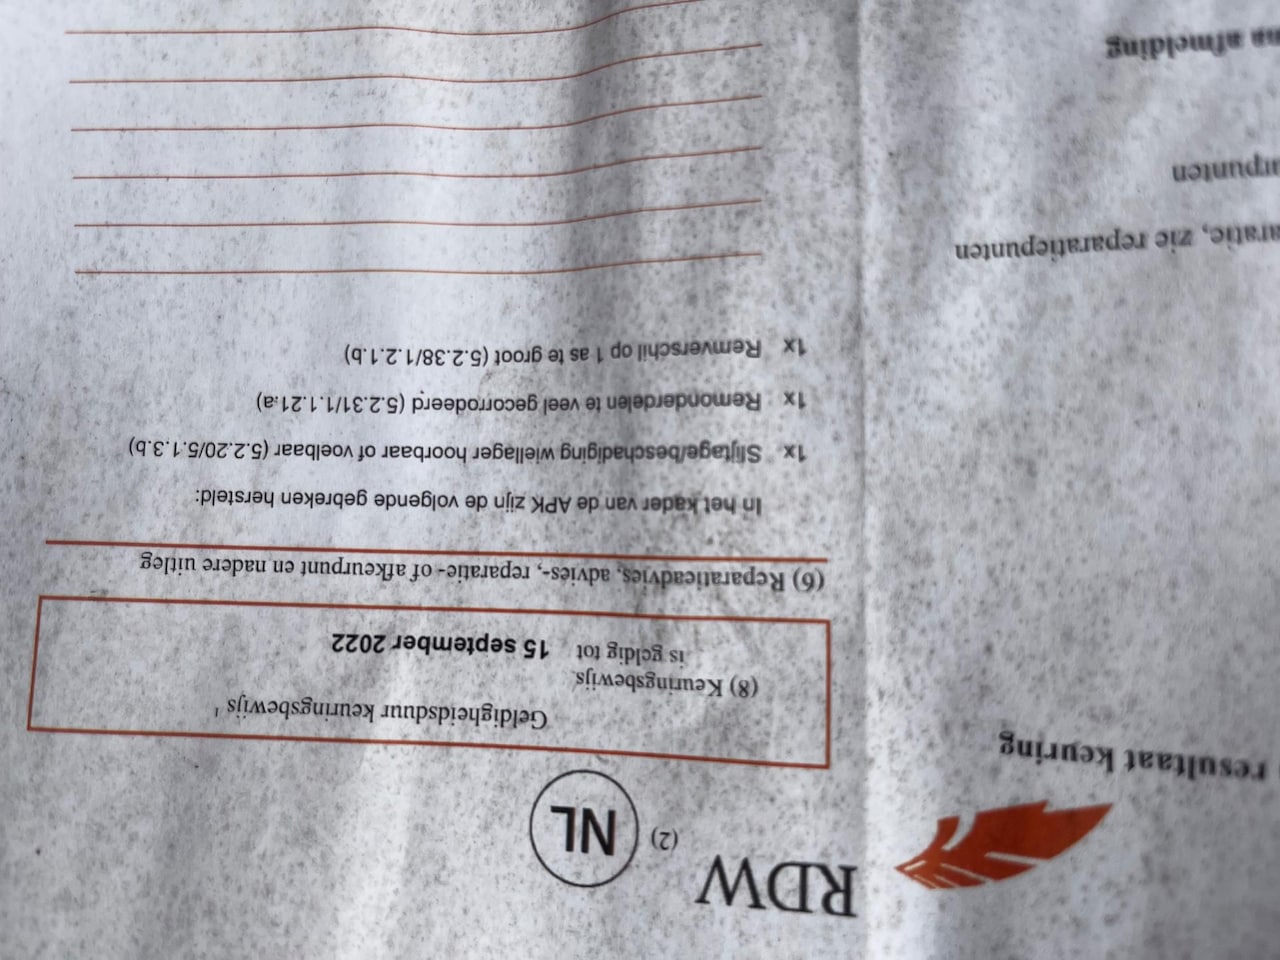 RDW
(2) NL
Geldigheidsduur keuringsbewijs ¹
(8) Keuringsbewijs
is geldig tot 15 september 2022
(6) Reparatieadvies, advies-, reparatie- of afkeurpunt en nadere uitleg
In het kader van de APK zijn de volgende gebreken hersteld:
1x Slijtage/beschadiging wiellager hoorbaar of voelbaar (5.2.20/5.1.3.b)
1x Remonderdelen te veel gecorrodeerd (5.2.31/1.1.21.a)
1x Remverschil op 1 as te groot (5.2.38/1.2.1.b)
resultaat keuring
zie reparatiepunten
afmelding